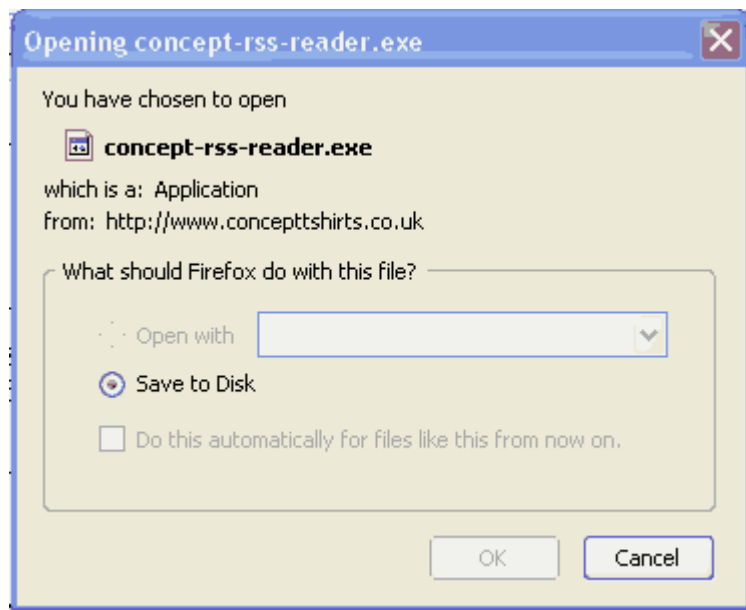 Opening concept-rss-reader.exe
You have chosen to open
concept-rss-reader.exe
which is a: Application
from: http://www.concepttshirts.co.uk
What should Firefox do with this file?
Open with
Save to Disk
Do this automatically for files like this from now on.
OK Cancel